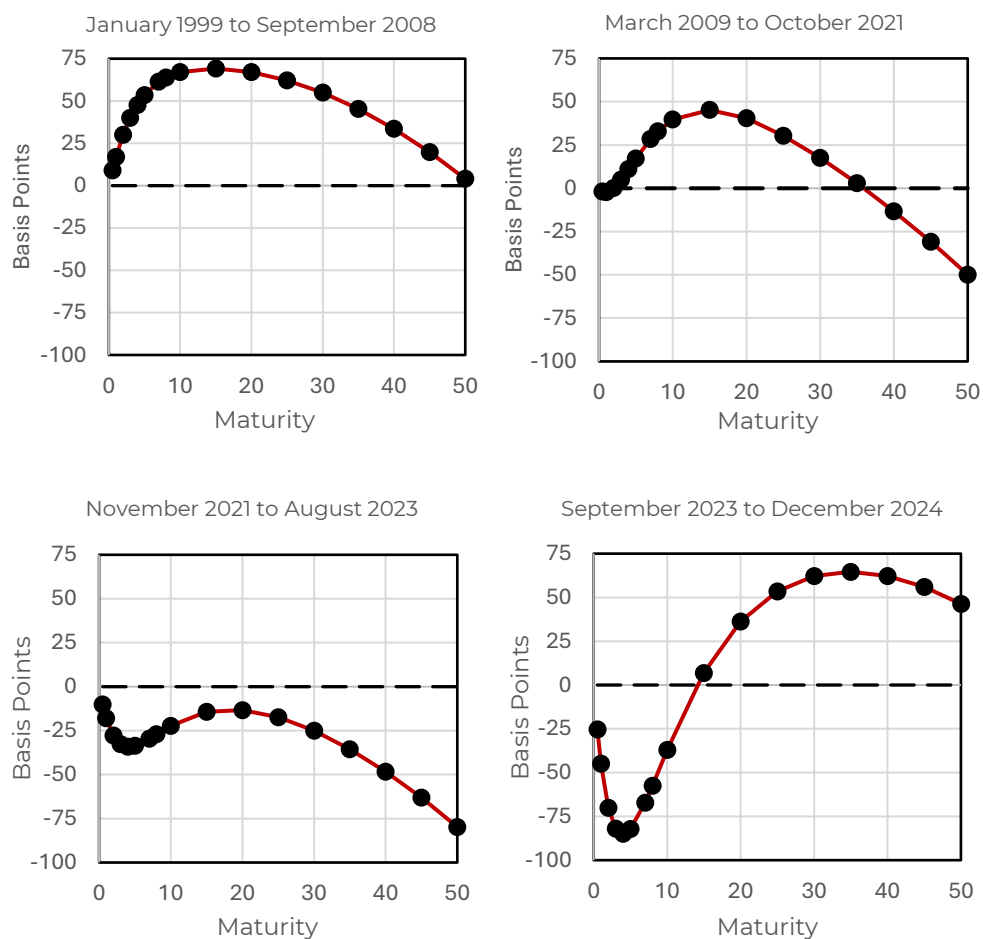 January 1999 to September 2008
75
50
25
0
-25
-50
-75
-100
Basis Points
0 10 20 30 40 50
Maturity
March 2009 to October 2021
75
50
25
0
-25
-50
-75
-100
Basis Points
0 10 20 30 40 50
Maturity
November 2021 to August 2023
75
50
25
0
-25
-50
-75
-100
Basis Points
0 10 20 30 40 50
Maturity
September 2023 to December 2024
75
50
25
0
-25
-50
-75
-100
Basis Points
0 10 20 30 40 50
Maturity